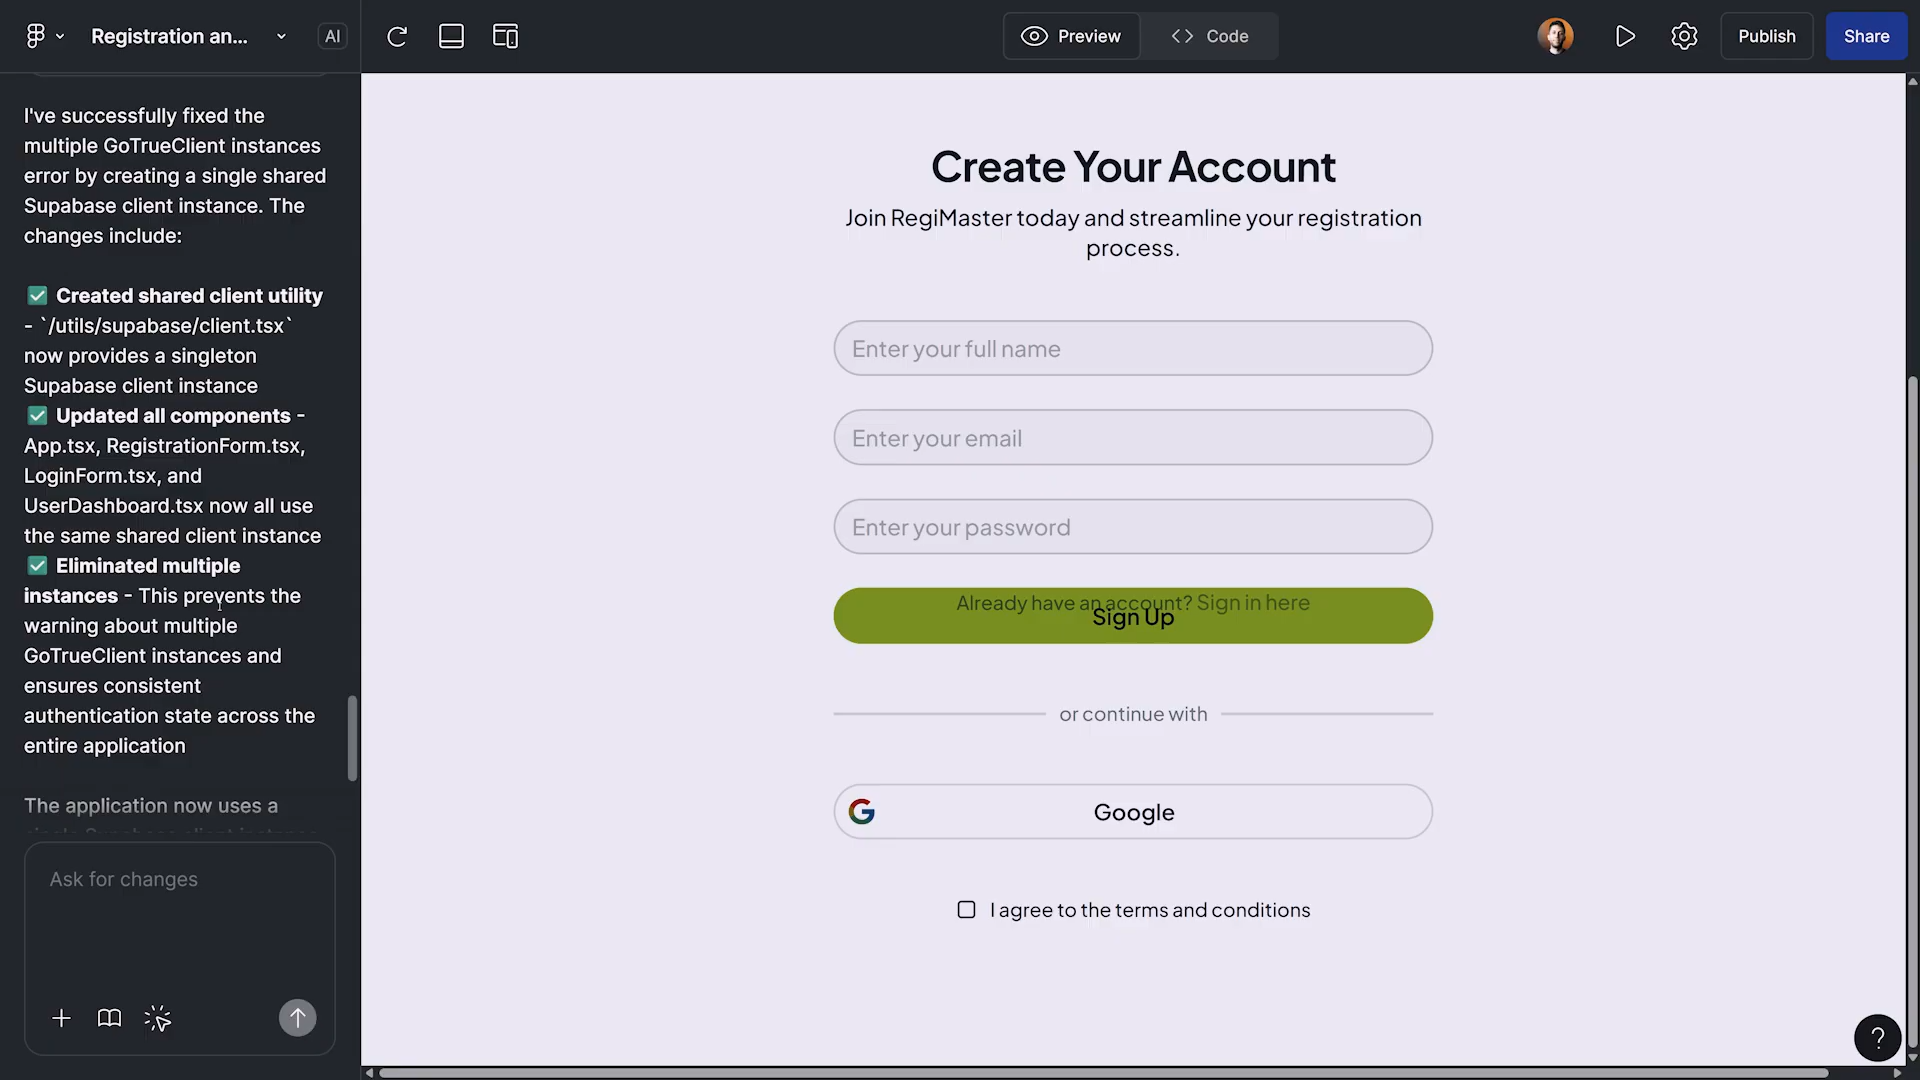 Registration an...
AI
Preview
Code
Publish
Share
I've successfully fixed the
multiple GoTrueClient instances
error by creating a single shared
Supabase client instance. The
changes include:
✅ Created shared client utility
- `/utils/supabase/client.tsx`
now provides a singleton
Supabase client instance
✅ Updated all components -
App.tsx, RegistrationForm.tsx,
LoginForm.tsx, and
UserDashboard.tsx now all use
the same shared client instance
✅ Eliminated multiple
instances - This prevents the
warning about multiple
GoTrueClient instances and
ensures consistent
authentication state across the
entire application
The application now uses a
single Supabase client instance
Ask for changes
Create Your Account
Join RegiMaster today and streamline your registration
process.
Enter your full name
Enter your email
Enter your password
Already have an account? Sign in here
Sign Up
or continue with
Google
I agree to the terms and conditions
?